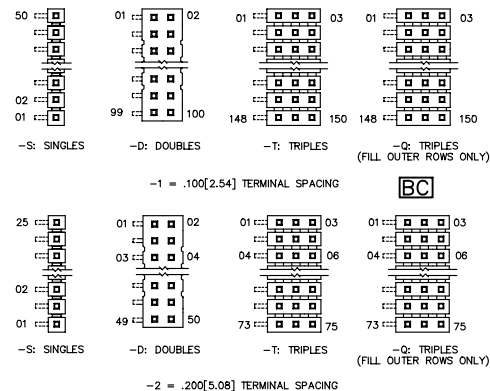 50 01 02 01 03 01 03
02
01 99 100 148 150 148 150
-S: SINGLES -D: DOUBLES -T: TRIPLES -Q: TRIPLES
(FILL OUTER ROWS ONLY)
-1 = .100[2.54] TERMINAL SPACING
BC
25 01 02 01 03 01 03
03 04 04 06 04 06
02
01 49 50 73 75 73 75
-S: SINGLES -D: DOUBLES -T: TRIPLES -Q: TRIPLES
(FILL OUTER ROWS ONLY)
-2 = .200[5.08] TERMINAL SPACING